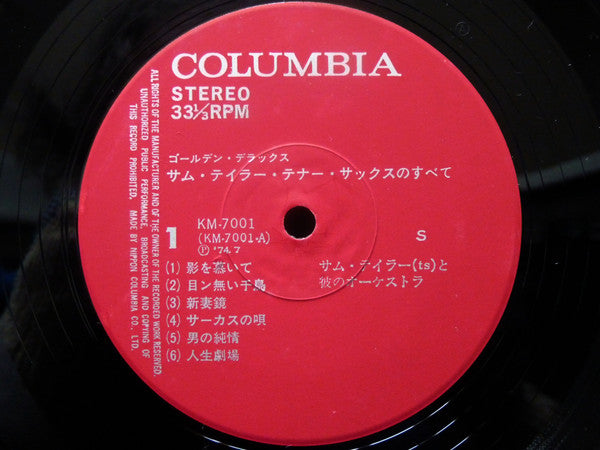 COLUMBIA
STEREO
33⅓RPM
ゴールデン・デラックス
サム・テイラー・テナー・サックスのすべて
KM-7001
1
(KM-7001-A)
S
Ⓟ '74.7
(1) 影を慕いて
サム・テイラー(ts)と
(2) 目ン無い千鳥
彼のオーケストラ
(3) 新妻鏡
(4) サーカスの唄
(5) 男の純情
(6) 人生劇場
ALL RIGHTS OF THE MANUFACTURER AND OF THE OWNER OF THE RECORDED WORK RESERVED.
UNAUTHORIZED PUBLIC PERFORMANCE, BROADCASTING AND COPYING OF
THIS RECORD PROHIBITED. MADE BY NIPPON COLUMBIA CO., LTD.